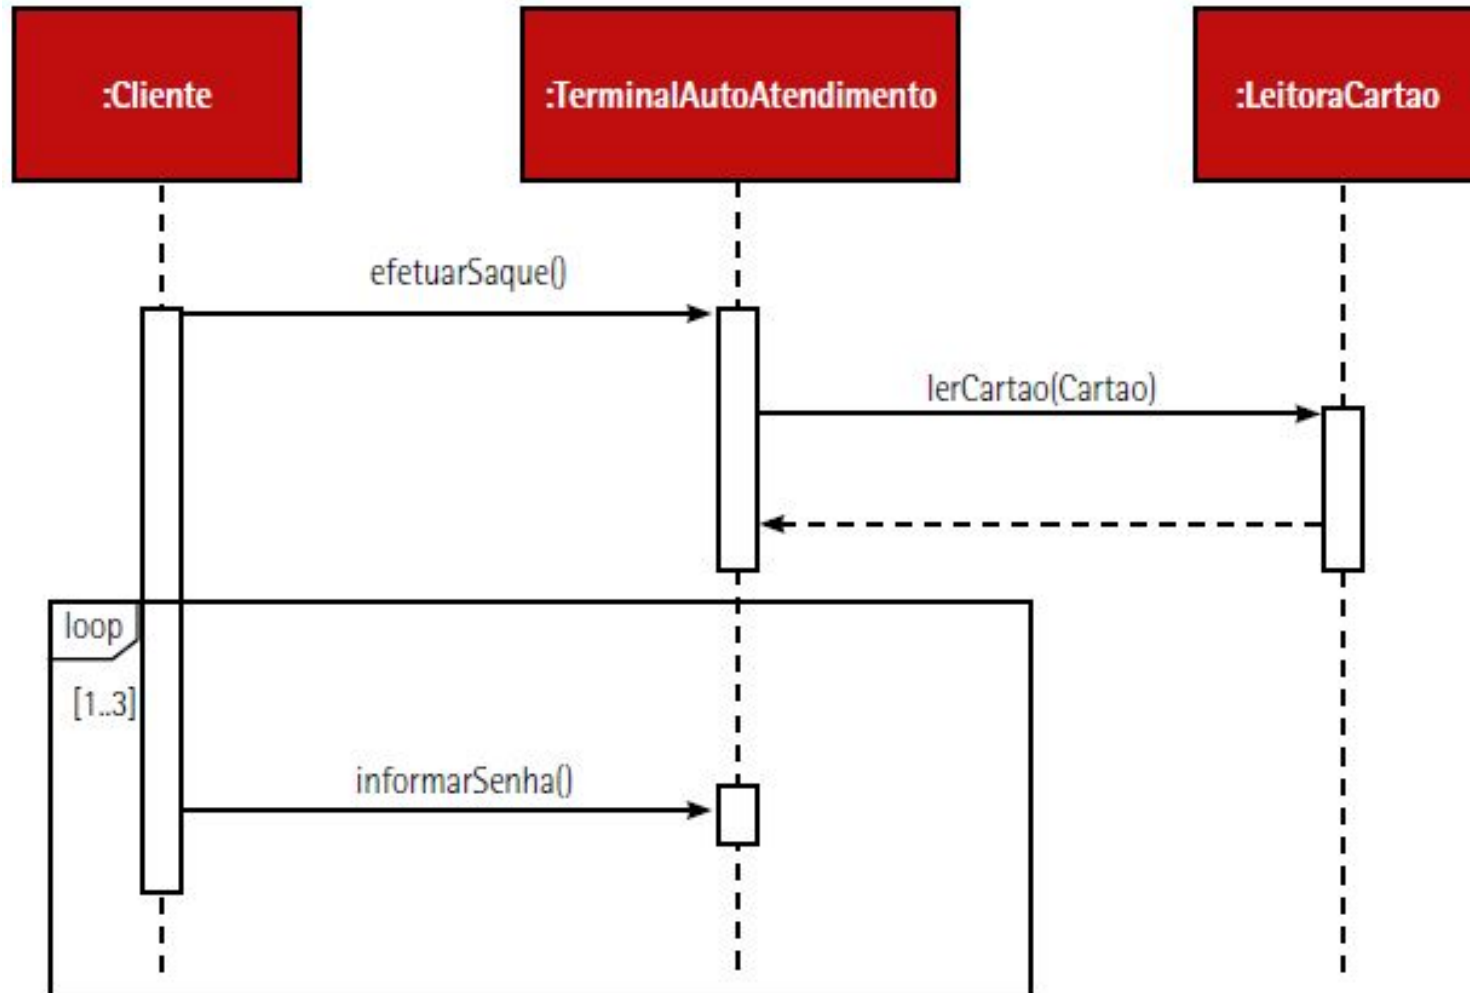 :Cliente
:TerminalAutoAtendimento
:LeitoraCartao
efetuarSaque()
lerCartao(Cartao)
loop
[1..3]
informarSenha()